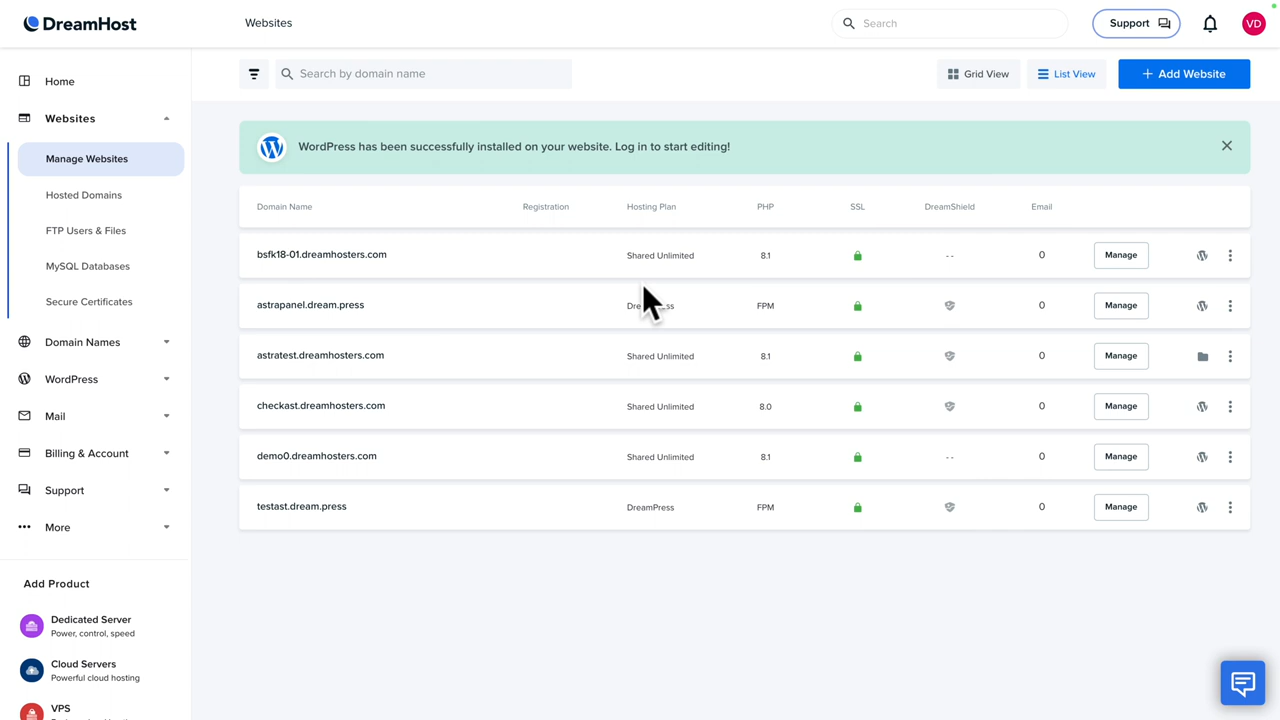 DreamHost
Websites
Search
Support
VD
Home
Websites
Manage Websites
Hosted Domains
FTP Users & Files
MySQL Databases
Secure Certificates
Domain Names
WordPress
Mail
Billing & Account
Support
More
Add Product
Dedicated Server
Power, control, speed
Cloud Servers
Powerful cloud hosting
VPS
Search by domain name
Grid View
List View
Add Website
WordPress has been successfully installed on your website. Log in to start editing!
Domain Name Registration Hosting Plan PHP SSL DreamShield Email
bsfk18-01.dreamhosters.com Shared Unlimited 8.1 -- 0 Manage
astrapanel.dream.press FPM 0 Manage
astratest.dreamhosters.com Shared Unlimited 8.1 0 Manage
checkast.dreamhosters.com Shared Unlimited 8.0 0 Manage
demo0.dreamhosters.com Shared Unlimited 8.1 -- 0 Manage
testast.dream.press DreamPress FPM 0 Manage